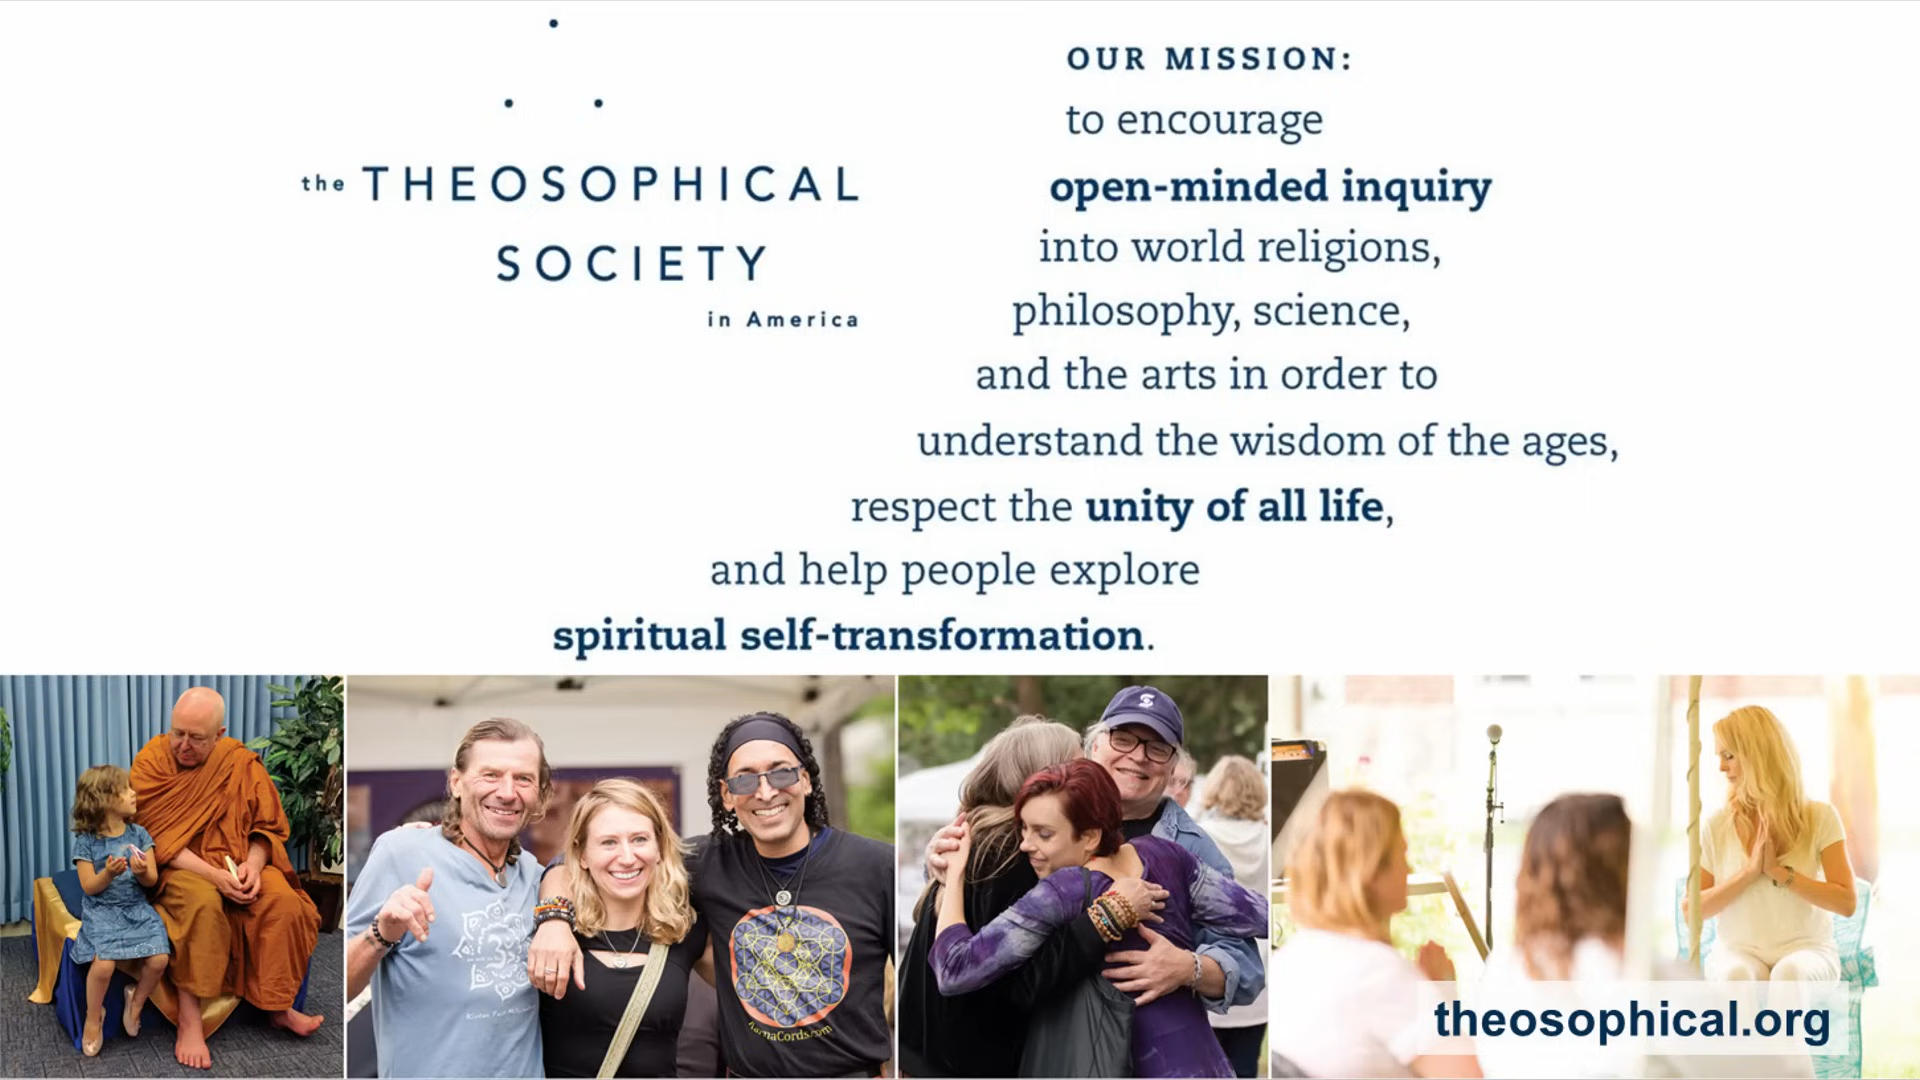 the THEOSOPHICAL
SOCIETY
in America
OUR MISSION:
to encourage
open-minded inquiry
into world religions,
philosophy, science,
and the arts in order to
understand the wisdom of the ages,
respect the unity of all life,
and help people explore
spiritual self-transformation.
theosophical.org